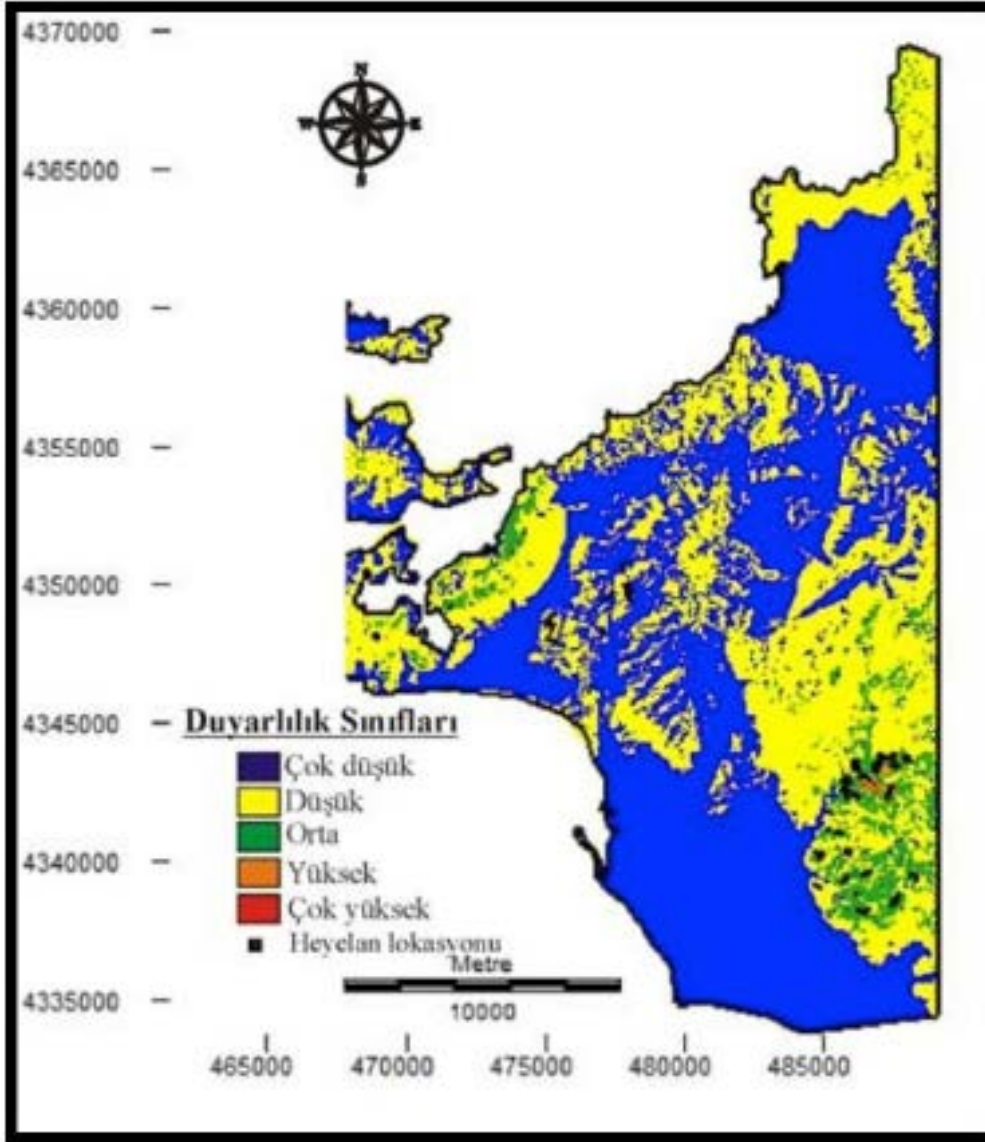 4370000
N
W E
S
4365000
4360000
4355000
4350000
4345000
Duyarlılık Sınıfları
Çok düşük
Düşük
Orta
4340000
Yüksek
Çok yüksek
Heyelan lokasyonu
Metre
4335000
10000
465000 470000 475000 480000 485000